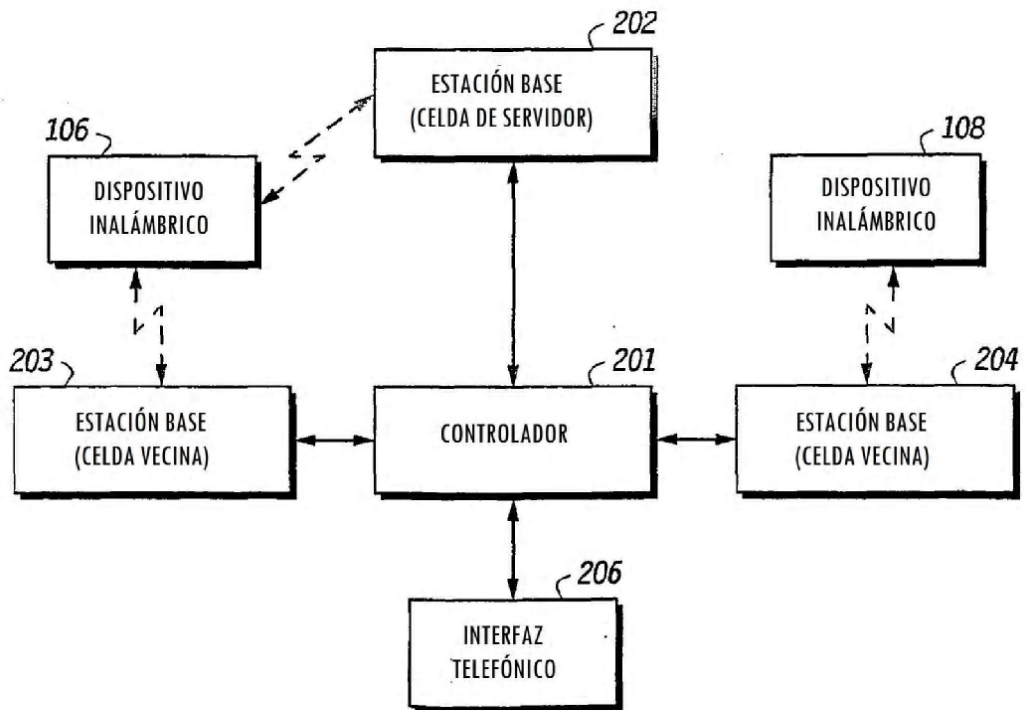 202
ESTACIÓN BASE
(CELDA DE SERVIDOR)
106
DISPOSITIVO
INALÁMBRICO
108
DISPOSITIVO
INALÁMBRICO
203
ESTACIÓN BASE
(CELDA VECINA)
201
CONTROLADOR
204
ESTACIÓN BASE
(CELDA VECINA)
206
INTERFAZ
TELEFÓNICO